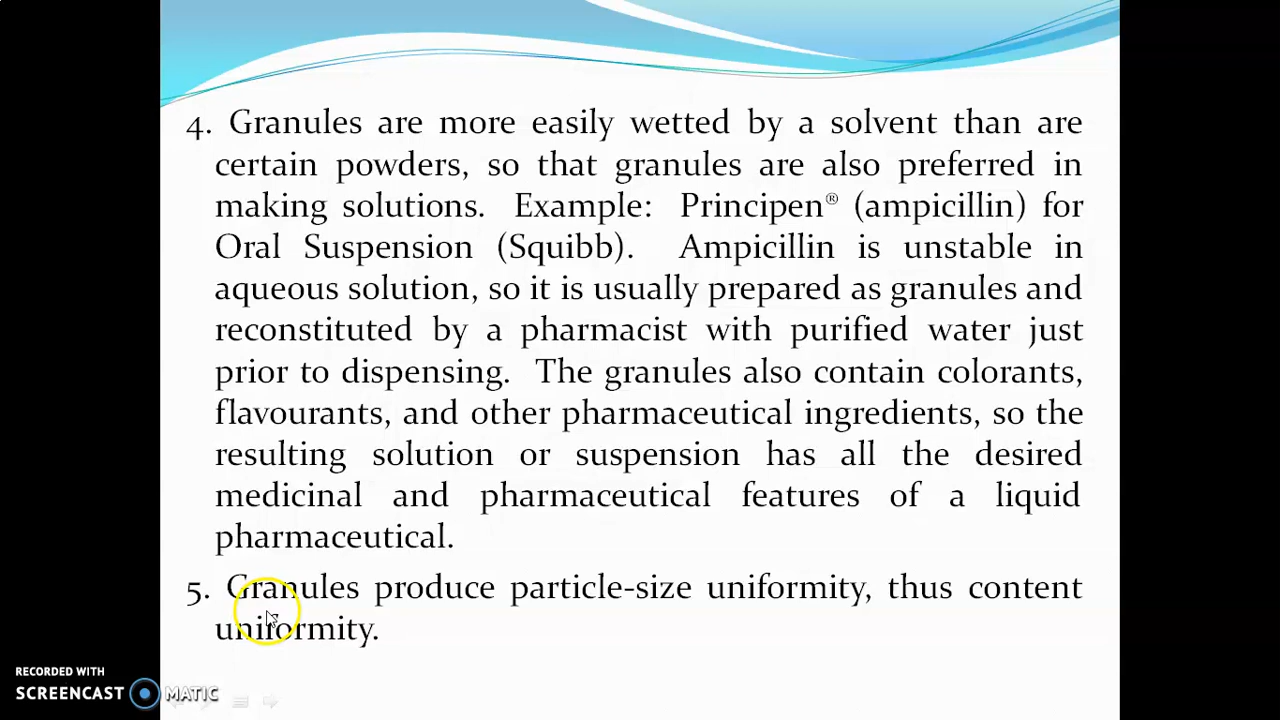 4. Granules are more easily wetted by a solvent than are
certain powders, so that granules are also preferred in
making solutions. Example: Principen® (ampicillin) for
Oral Suspension (Squibb). Ampicillin is unstable in
aqueous solution, so it is usually prepared as granules and
reconstituted by a pharmacist with purified water just
prior to dispensing. The granules also contain colorants,
flavourants, and other pharmaceutical ingredients, so the
resulting solution or suspension has all the desired
medicinal and pharmaceutical features of a liquid
pharmaceutical.
5. Granules produce particle-size uniformity, thus content
uniformity.
RECORDED WITH
SCREENCAST MATIC